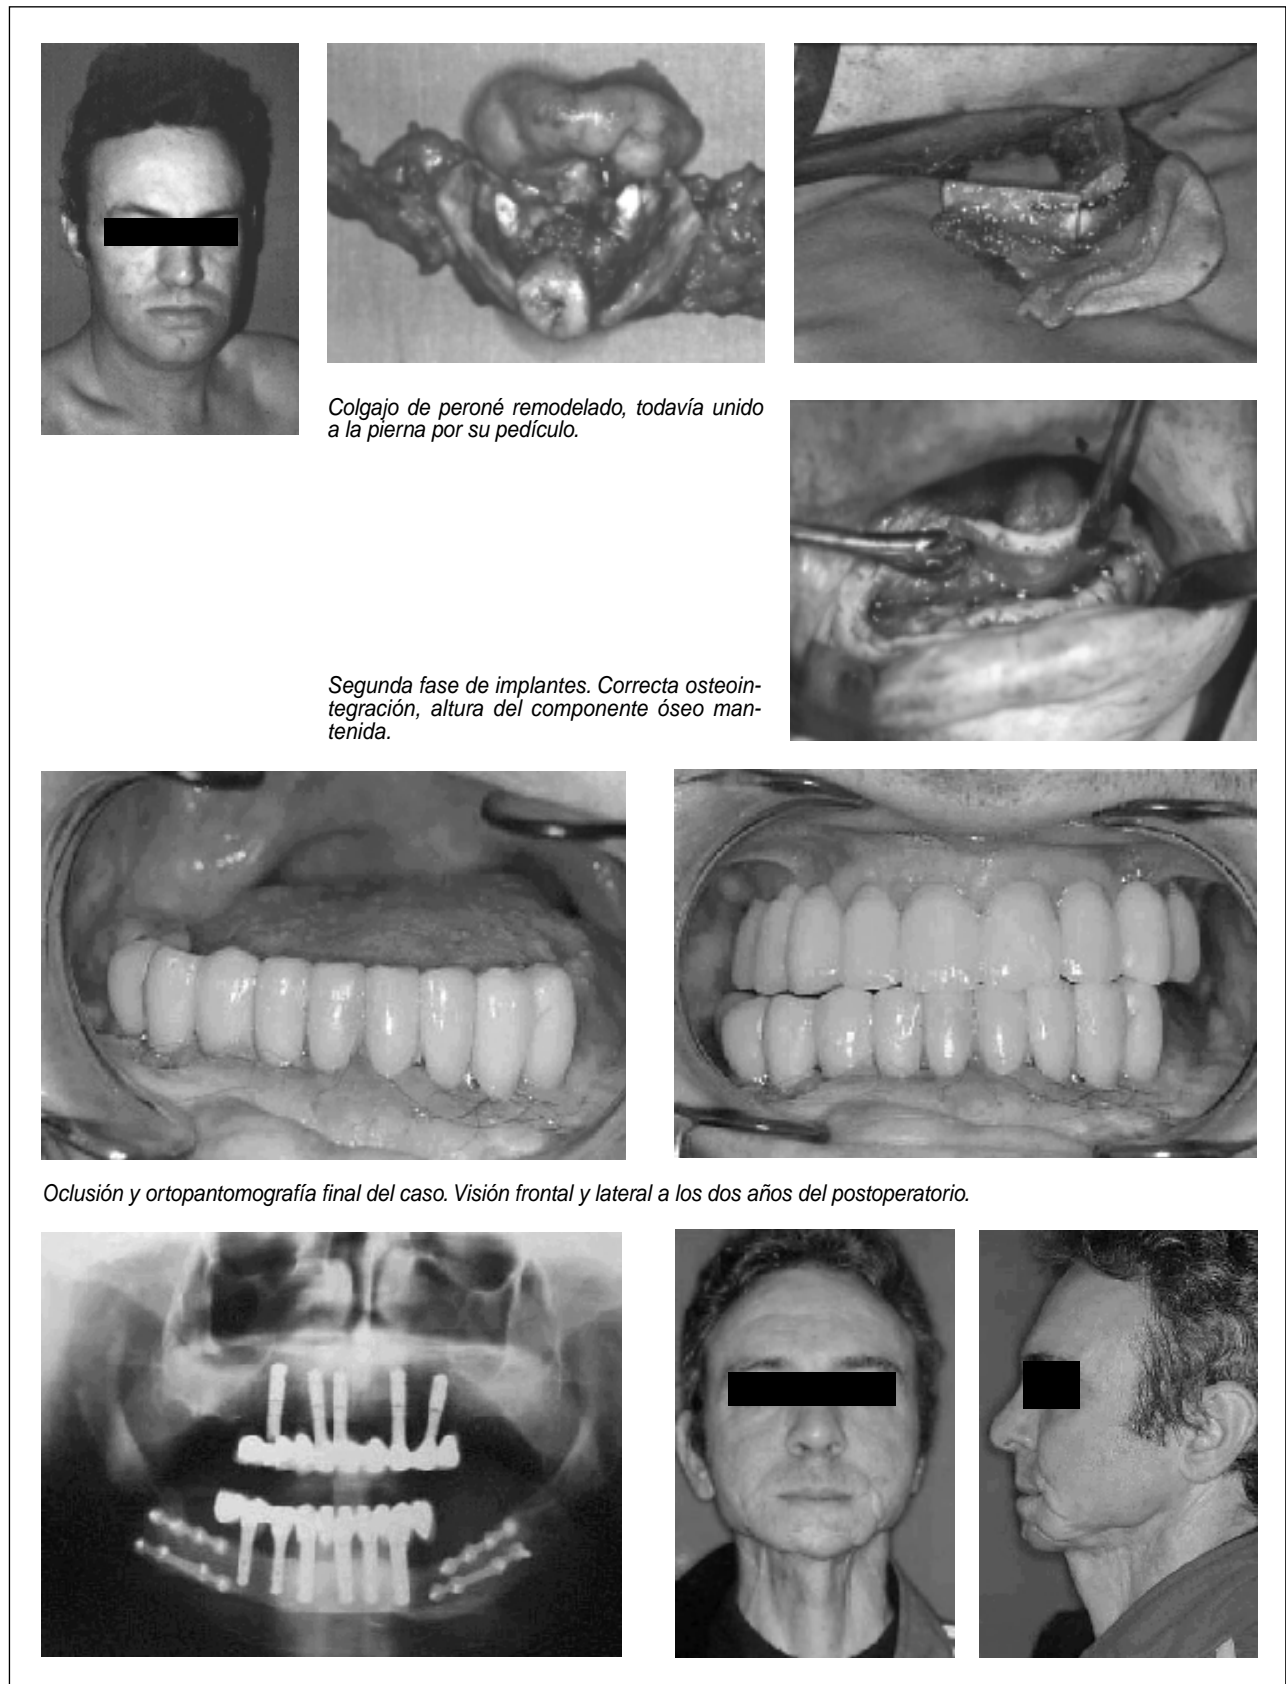 Colgajo de peroné remodelado, todavía unido
a la pierna por su pedículo.
Segunda fase de implantes. Correcta osteoin-
tegración, altura del componente óseo man-
tenida.
Oclusión y ortopantomografía final del caso. Visión frontal y lateral a los dos años del postoperatorio.